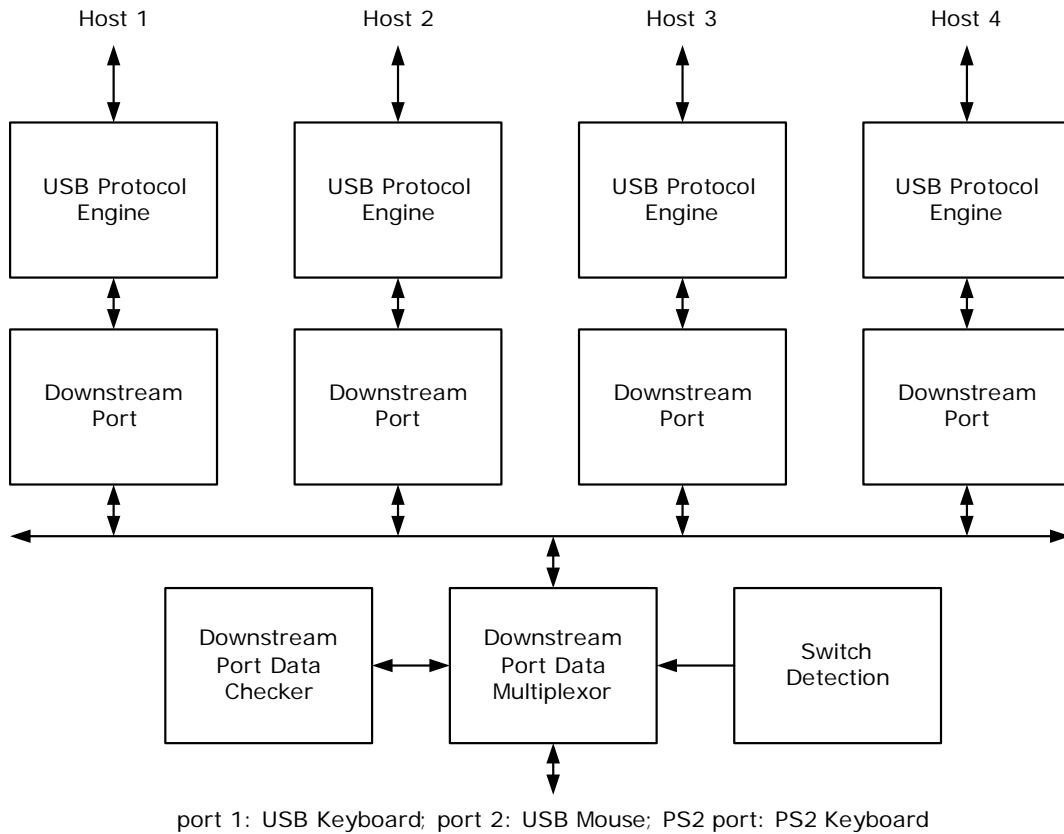 Host 1
Host 2
Host 3
Host 4
USB Protocol
Engine
USB Protocol
Engine
USB Protocol
Engine
USB Protocol
Engine
Downstream
Port
Downstream
Port
Downstream
Port
Downstream
Port
Downstream
Port Data
Checker
Downstream
Port Data
Multiplexor
Switch
Detection
port 1: USB Keyboard; port 2: USB Mouse; PS2 port: PS2 Keyboard